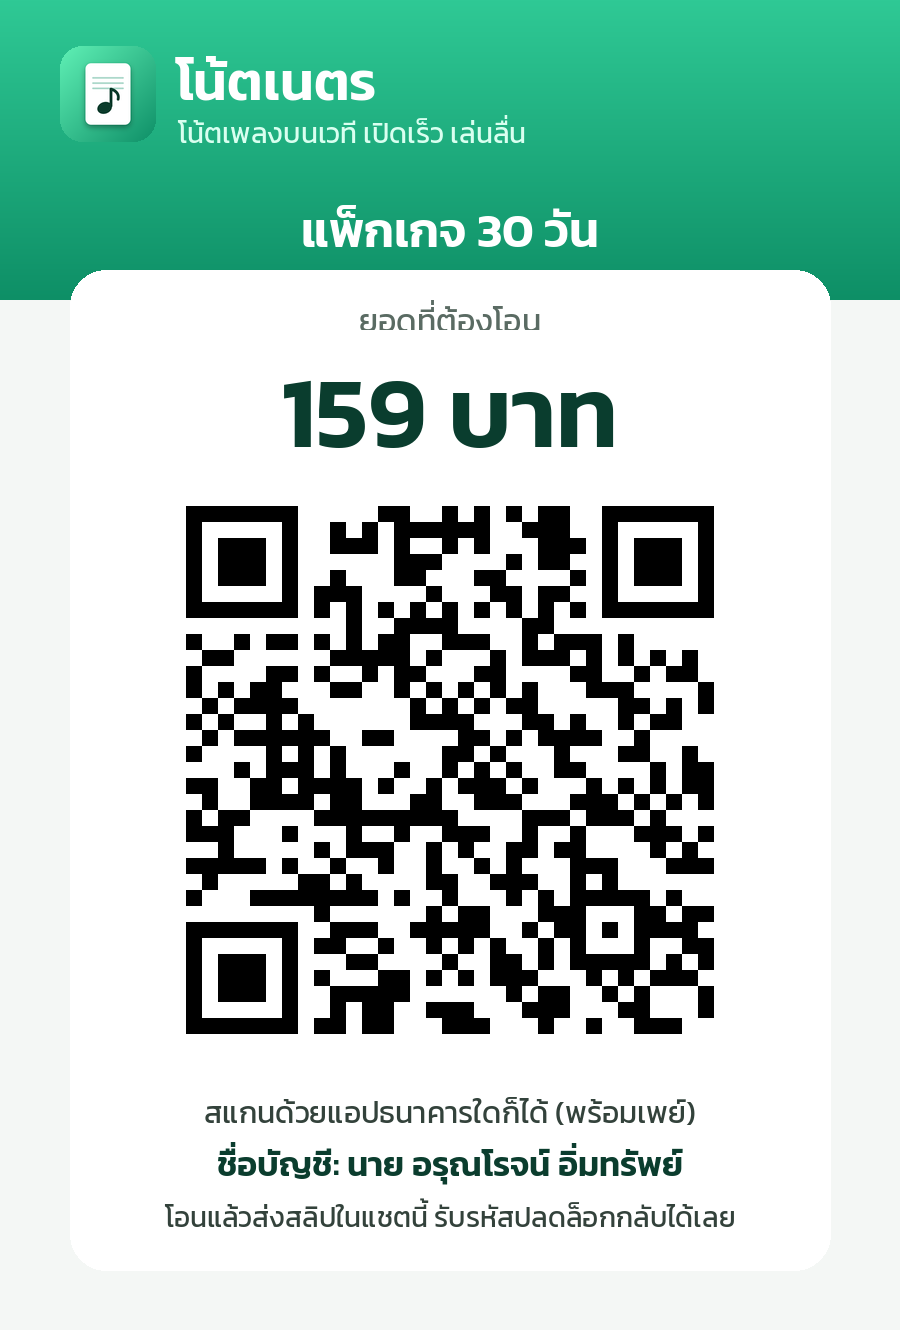 โน้ตเนตร
โน้ตเพลงบนเวที เปิดเร็ว เล่นลื่น
แพ็กเกจ 30 วัน
ยอดที่ต้องโอน
159 บาท
สแกนด้วยแอปธนาคารใดก็ได้ (พร้อมเพย์)
ชื่อบัญชี: นาย อรุณโรจน์ อิ่มทรัพย์
โอนแล้วส่งสลิปในแชตนี้ รับรหัสปลดล็อกกลับได้เลย